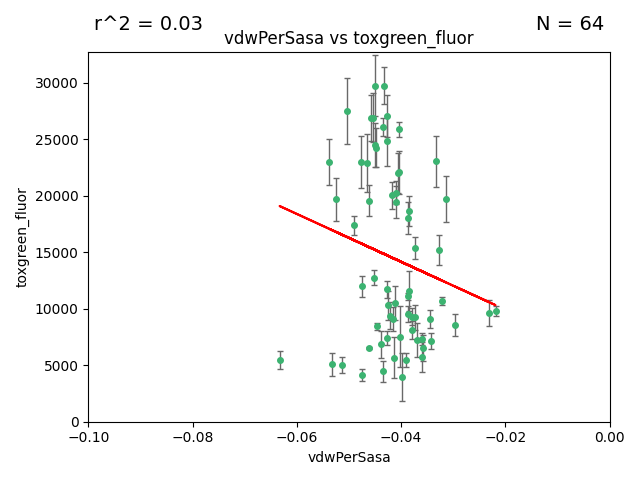 r^2 = 0.03
N = 64
vdwPerSasa vs toxgreen_fluor
toxgreen_fluor
30000
25000
20000
15000
10000
5000
0
−0.10
−0.08
−0.06
−0.04
−0.02
0.00
vdwPerSasa